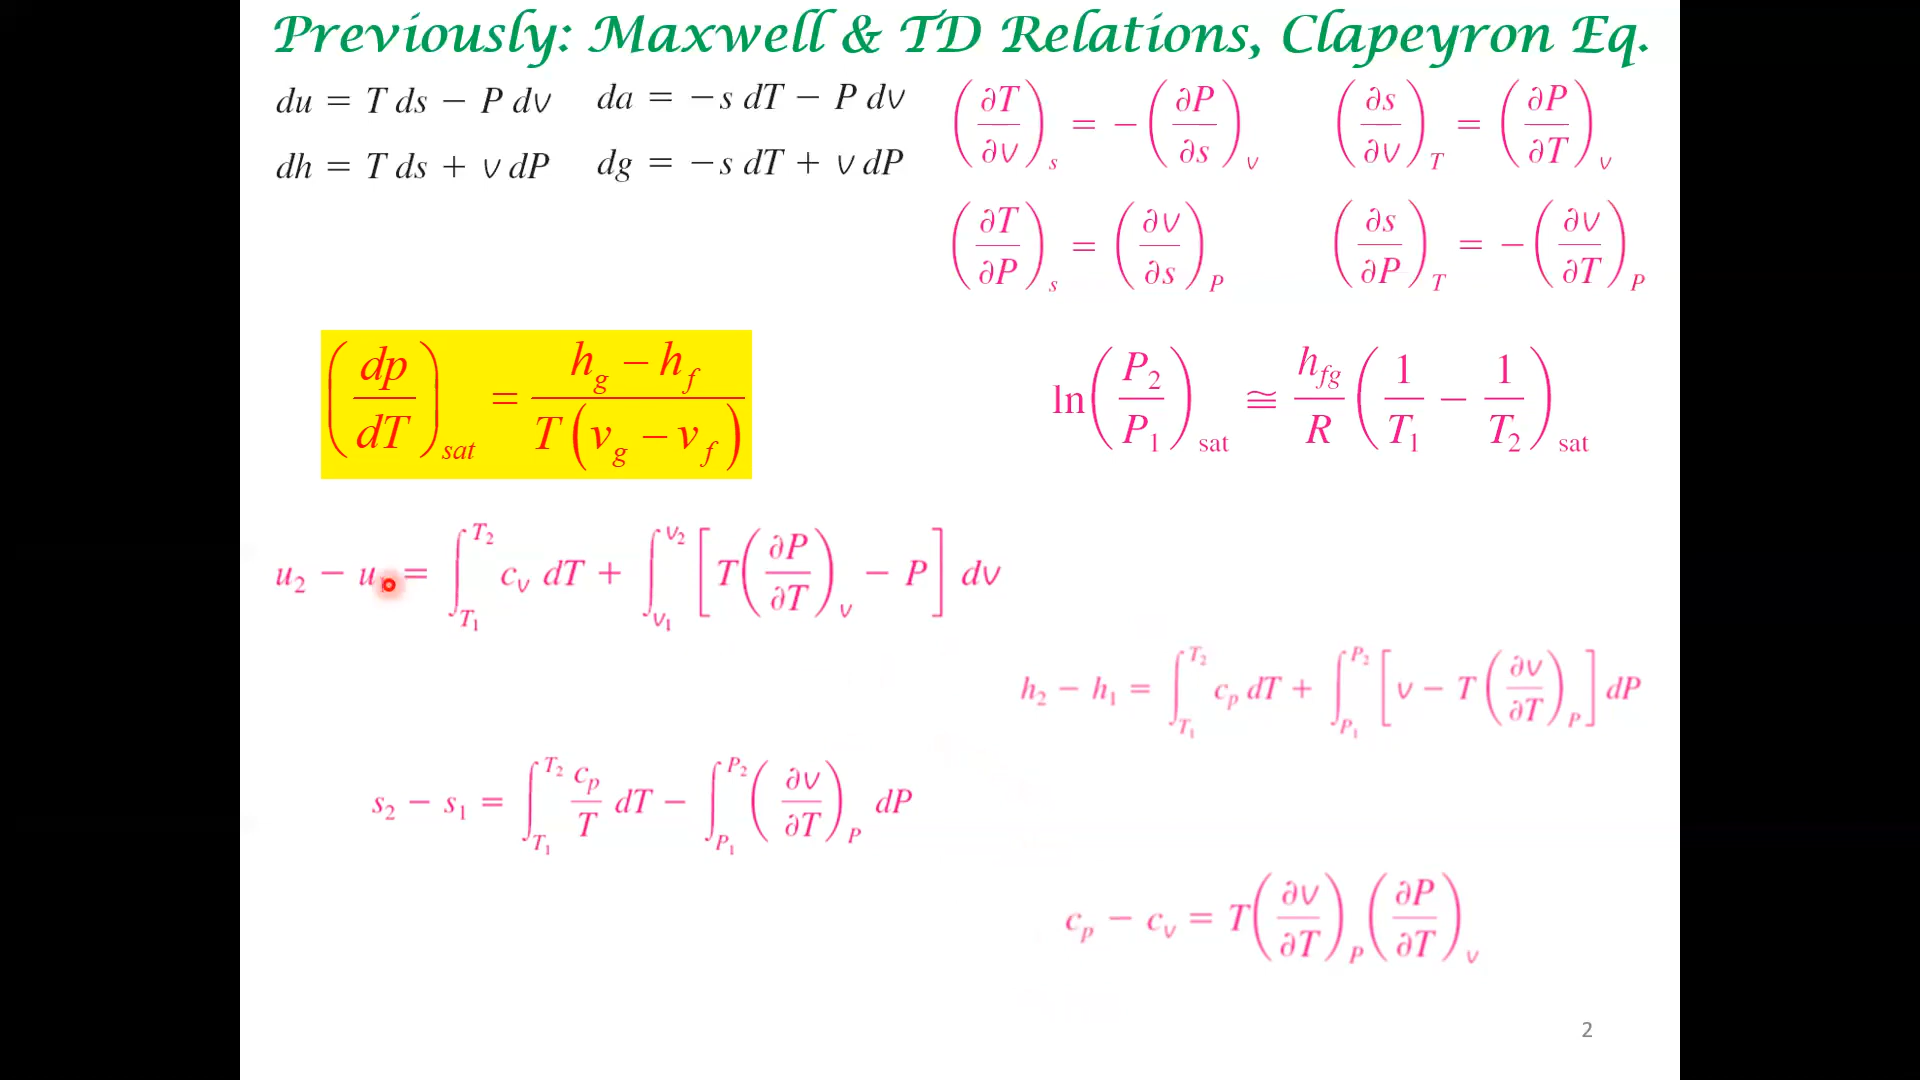 Previously: Maxwell & TD Relations, Clapeyron Eq.
du = T ds − P dv
da = −s dT − P dv
dh = T ds + v dP
dg = −s dT + v dP
(∂T/∂v)_s = −(∂P/∂s)_v
(∂s/∂v)_T = (∂P/∂T)_v
(∂T/∂P)_s = (∂v/∂s)_P
(∂s/∂P)_T = −(∂v/∂T)_P
(dp/dT)_sat = (h_g − h_f)/(T(v_g − v_f))
ln(P_2/P_1)_sat ≅ h_fg/R (1/T_1 − 1/T_2)_sat
u_2 − u = ∫_{T_1}^{T_2} c_v dT + ∫_{v_1}^{v_2} [T(∂P/∂T)_v − P] dv
h_2 − h_1 = ∫_{T_1}^{T_2} c_p dT + ∫_{P_1}^{P_2} [v − T(∂v/∂T)_P] dP
s_2 − s_1 = ∫_{T_1}^{T_2} c_p/T dT − ∫_{P_1}^{P_2} (∂v/∂T)_P dP
c_p − c_v = T(∂v/∂T)_P (∂P/∂T)_v
2